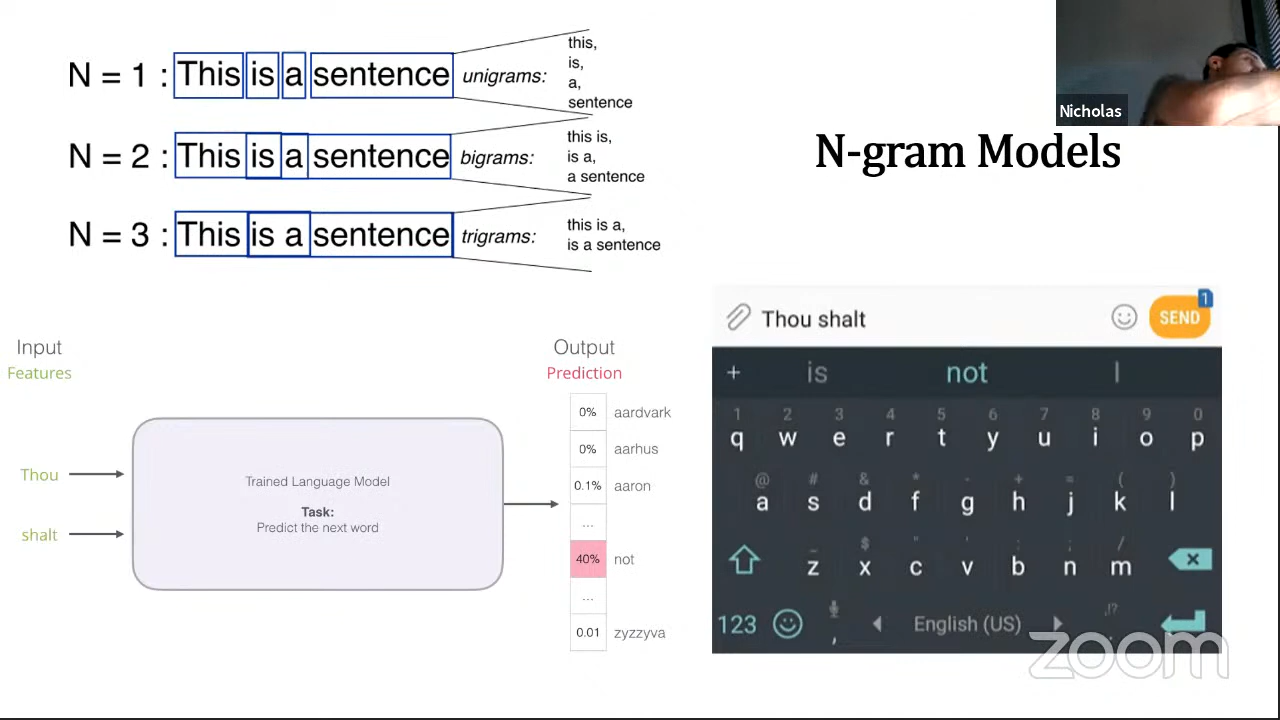 N = 1 : This is a sentence unigrams:
this,
is,
a,
sentence
N = 2 : This is a sentence bigrams:
this is,
is a,
a sentence
N = 3 : This is a sentence trigrams:
this is a,
is a sentence
Nicholas
N-gram Models
Input
Features
Thou
shalt
Trained Language Model
Task:
Predict the next word
Output
Prediction
0% aardvark
0% aarhus
0.1% aaron
...
40% not
...
0.01 zyzzyva
Thou shalt
SEND
1
+ is not I
1 2 3 4 5 6 7 8 9 0
q w e r t y u i o p
@ # & * - + = ( )
a s d f g h j k l
_ $ " ' : ; /
z x c v b n m
123 , English (US) ,!?
.
zoom